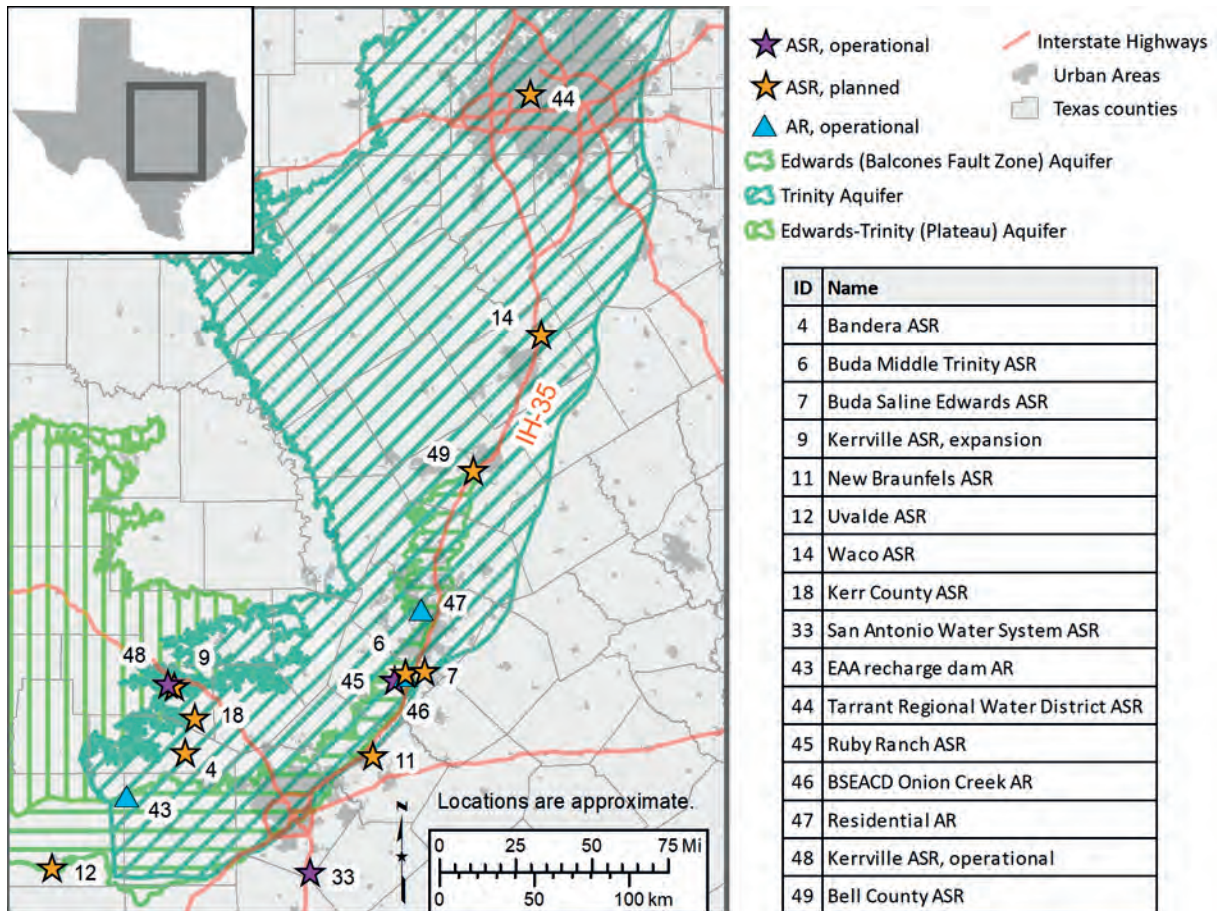 44
14
IH-35
49
47
6
48
9
7
45
46
18
11
4
43
Locations are approximate.
N
0 25 50 75 Mi
0 50 100 km
12
33
ASR, operational
ASR, planned
AR, operational
Interstate Highways
Urban Areas
Texas counties
Edwards (Balcones Fault Zone) Aquifer
Trinity Aquifer
Edwards-Trinity (Plateau) Aquifer
ID Name
4 Bandera ASR
6 Buda Middle Trinity ASR
7 Buda Saline Edwards ASR
9 Kerrville ASR, expansion
11 New Braunfels ASR
12 Uvalde ASR
14 Waco ASR
18 Kerr County ASR
33 San Antonio Water System ASR
43 EAA recharge dam AR
44 Tarrant Regional Water District ASR
45 Ruby Ranch ASR
46 BSEACD Onion Creek AR
47 Residential AR
48 Kerrville ASR, operational
49 Bell County ASR